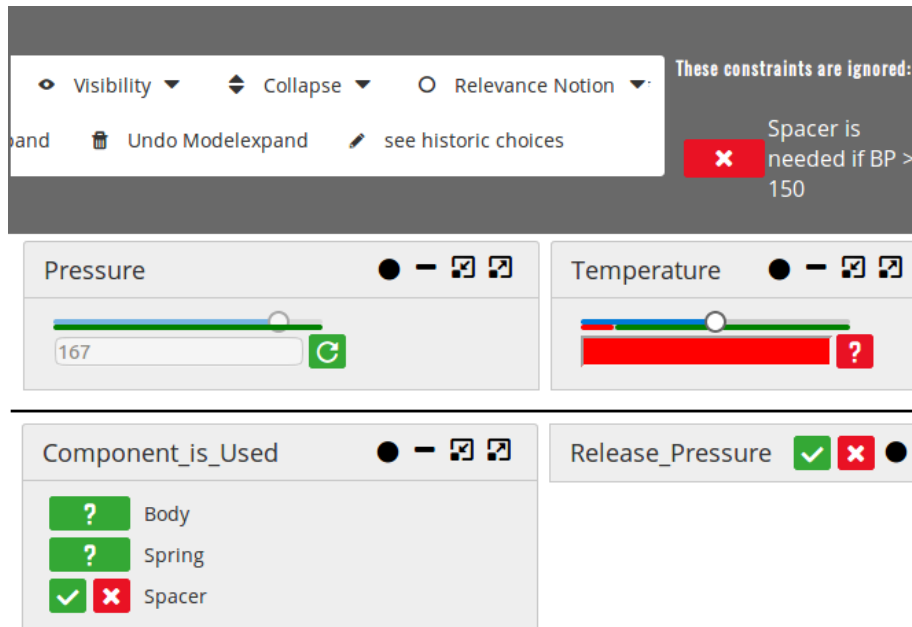 Visibility Collapse Relevance Notion
These constraints are ignored:
Undo Modelexpand see historic choices
Spacer is
needed if BP >
150
Pressure
167
Temperature
?
Component_is_Used
? Body
? Spring
Spacer
Release_Pressure